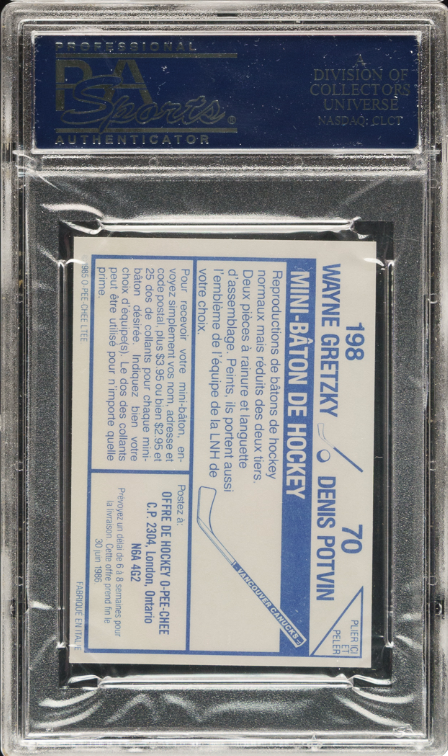 PROFESSIONAL
PSA
Sports
AUTHENTICATOR
A
DIVISION OF
COLLECTORS
UNIVERSE
NASDAQ: CLCT
198
WAYNE GRETZKY
70
DENIS POTVIN
PLIER ICI
ET
PELER
MINI-BÂTON DE HOCKEY
Reproductions de bâtons de hockey
normaux mais réduits des deux tiers.
Deux pièces à rainure et languette
d'assemblage. Peints, ils portent aussi
l'emblème de l'équipe de la LNH de
votre choix.
VANCOUVER CANUCKS
Pour recevoir votre mini-bâton, en-
voyez simplement vos nom, adresse et
code postal, plus $3.95 ou bien $2.95 et
25 dos de collants pour chaque mini-
bâton désirée. Indiquez bien votre
choix d'équipe(s). Le dos des collants
peut être utilisé pour n'importe quelle
prime.
Postez à:
OFFRE DE HOCKEY O-PEE-CHEE
C.P. 2304, London, Ontario
N6A 4G2
Prévoyez un délai de 6 à 8 semaines pour
la livraison. Cette offre prend fin le
30 juin 1986.
1985 O-PEE-CHEE LTÉE
FABRIQUÉ EN ITALIE